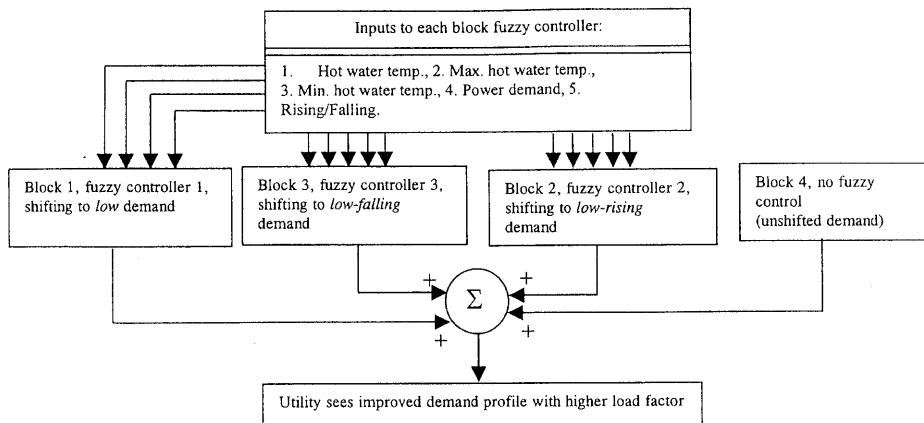 Inputs to each block fuzzy controller:
1. Hot water temp., 2. Max. hot water temp.,
3. Min. hot water temp., 4. Power demand, 5.
Rising/Falling.
Block 1, fuzzy controller 1,
shifting to low demand
Block 3, fuzzy controller 3,
shifting to low-falling
demand
Block 2, fuzzy controller 2,
shifting to low-rising
demand
Block 4, no fuzzy
control
(unshifted demand)
+
+
Σ
+
+
Utility sees improved demand profile with higher load factor